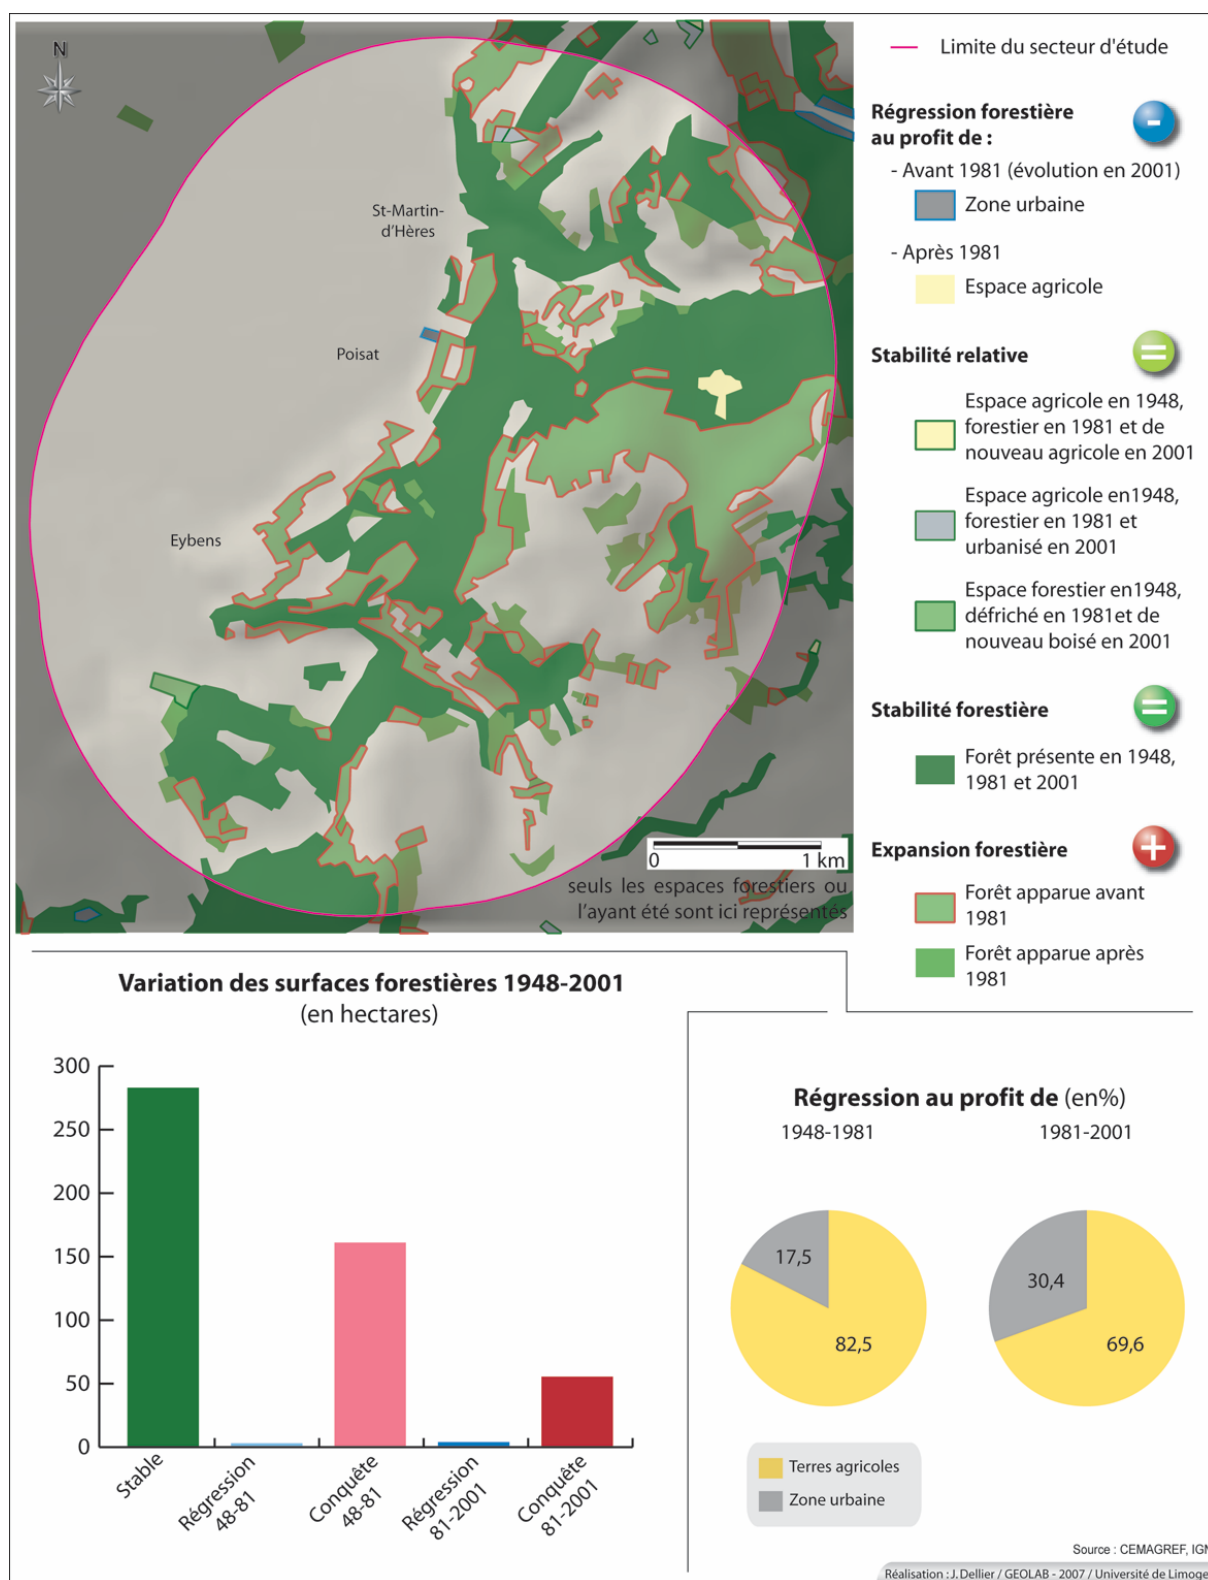 N
St-Martin-
d'Hères
Poisat
Eybens
0 1 km
seuls les espaces forestiers ou
l'ayant été sont ici représentés
Limite du secteur d'étude
Régression forestière
au profit de :
-
- Avant 1981 (évolution en 2001)
Zone urbaine
- Après 1981
Espace agricole
Stabilité relative
=
Espace agricole en 1948,
forestier en 1981 et de
nouveau agricole en 2001
Espace agricole en1948,
forestier en 1981 et
urbanisé en 2001
Espace forestier en1948,
défriché en 1981et de
nouveau boisé en 2001
Stabilité forestière
=
Forêt présente en 1948,
1981 et 2001
Expansion forestière
+
Forêt apparue avant
1981
Forêt apparue après
1981
Variation des surfaces forestières 1948-2001
(en hectares)
300
250
200
150
100
50
0
Stable
Régression
48-81
Conquête
48-81
Régression
81-2001
Conquête
81-2001
Régression au profit de (en%)
1948-1981 1981-2001
17,5
82,5
30,4
69,6
Terres agricoles
Zone urbaine
Source : CEMAGREF, IGN
Réalisation : J. Dellier / GEOLAB - 2007 / Université de Limoge